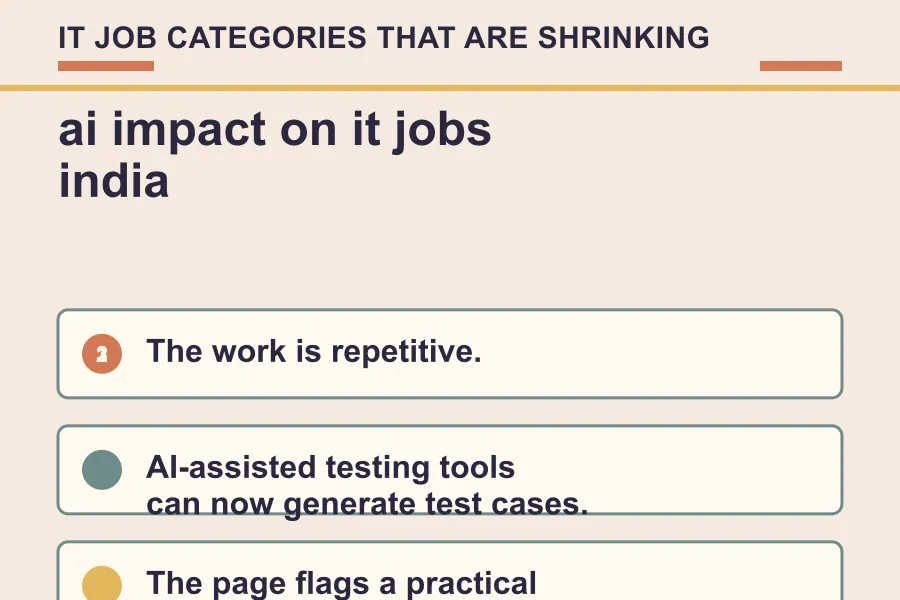 IT JOB CATEGORIES THAT ARE SHRINKING
ai impact on it jobs
india
The work is repetitive.
AI-assisted testing tools
can now generate test cases.
The page flags a practical